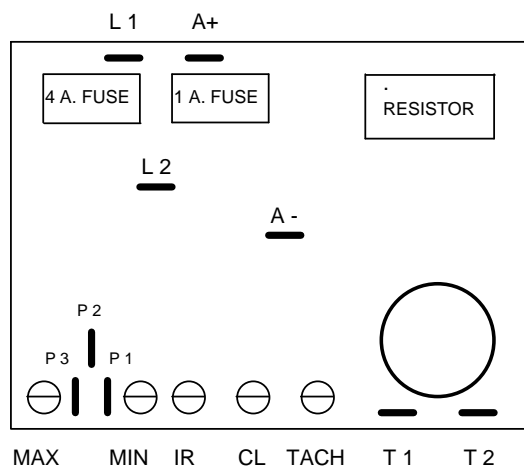 L 1 A+
4 A. FUSE 1 A. FUSE
RESISTOR
L 2
A -
P 2
P 3 P 1
MAX MIN IR CL TACH T 1 T 2